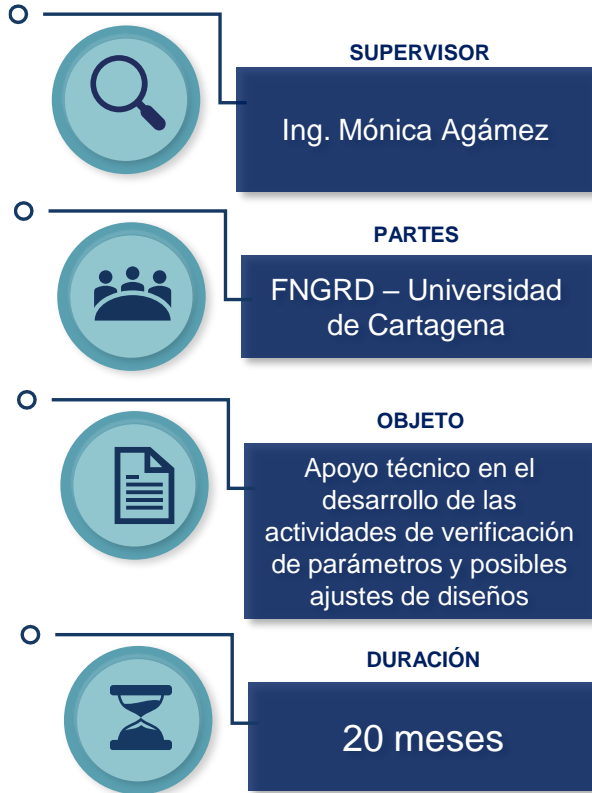 SUPERVISOR
Ing. Mónica Agámez
PARTES
FNGRD – Universidad
de Cartagena
OBJETO
Apoyo técnico en el
desarrollo de las
actividades de verificación
de parámetros y posibles
ajustes de diseños
DURACIÓN
20 meses